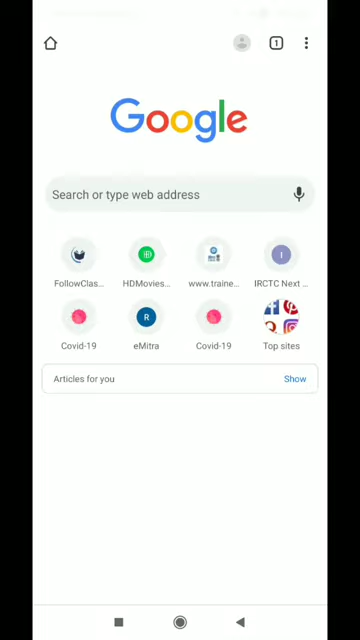 1
Google
Search or type web address
FollowClas...
HDMovies...
www.traine...
IRCTC Next ...
Covid-19
R
eMitra
Covid-19
Top sites
Articles for you
Show